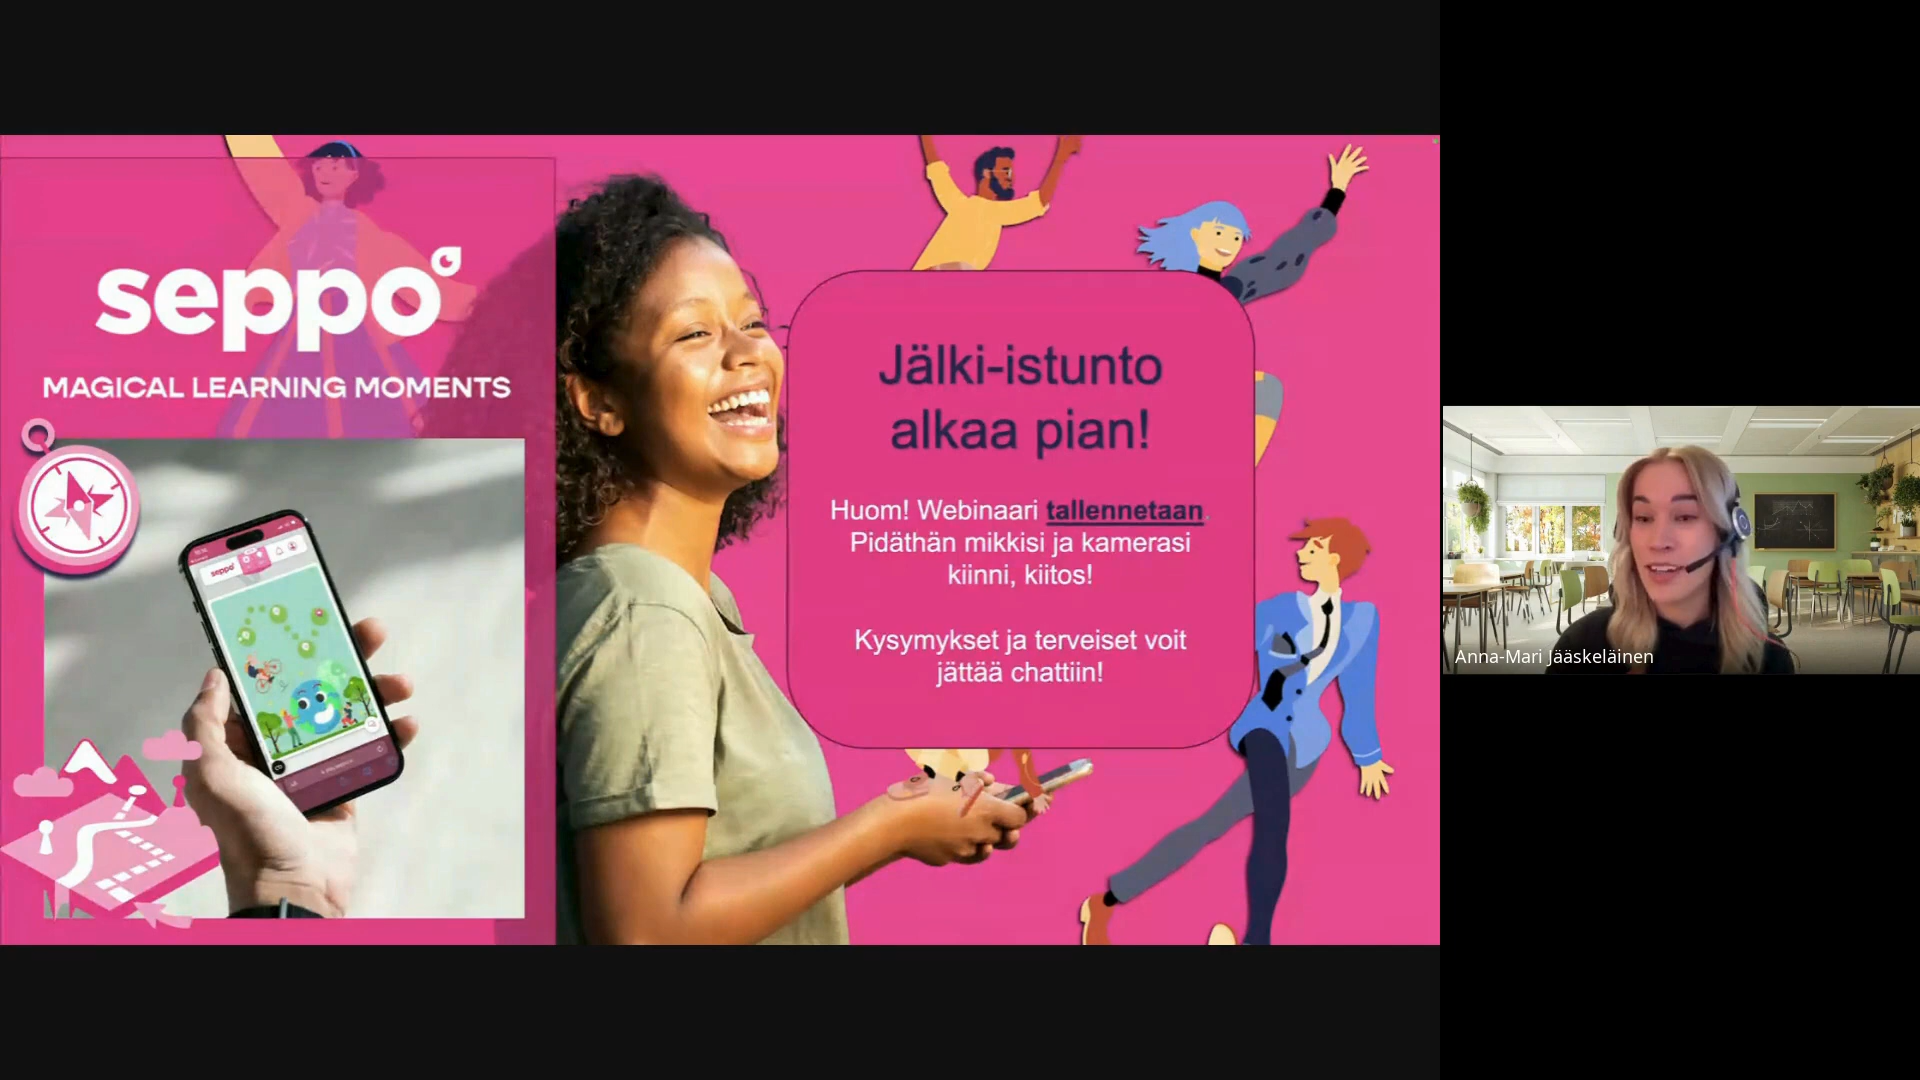 seppo
MAGICAL LEARNING MOMENTS
seppo
Jälki-istunto
alkaa pian!
Huom! Webinaari tallennetaan.
Pidäthän mikkisi ja kamerasi
kiinni, kiitos!
Kysymykset ja terveiset voit
jättää chattiin!
Anna-Mari Jääskeläinen